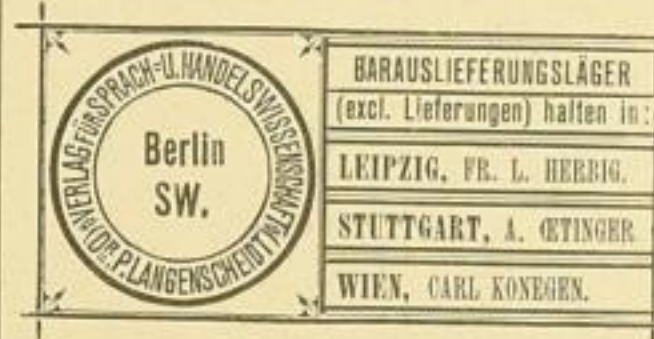 VERLAG FÜR SPRACH-U. HANDELSWISSENSCHAFT
(DR. P. LANGENSCHEIDT)
Berlin
SW.
BARAUSLIEFERUNGSLÄGER
(excl. Lieferungen) halten in:
LEIPZIG, FR. L. HERBIG.
STUTTGART, A. ŒTINGER
WIEN, CARL KONEGEN.